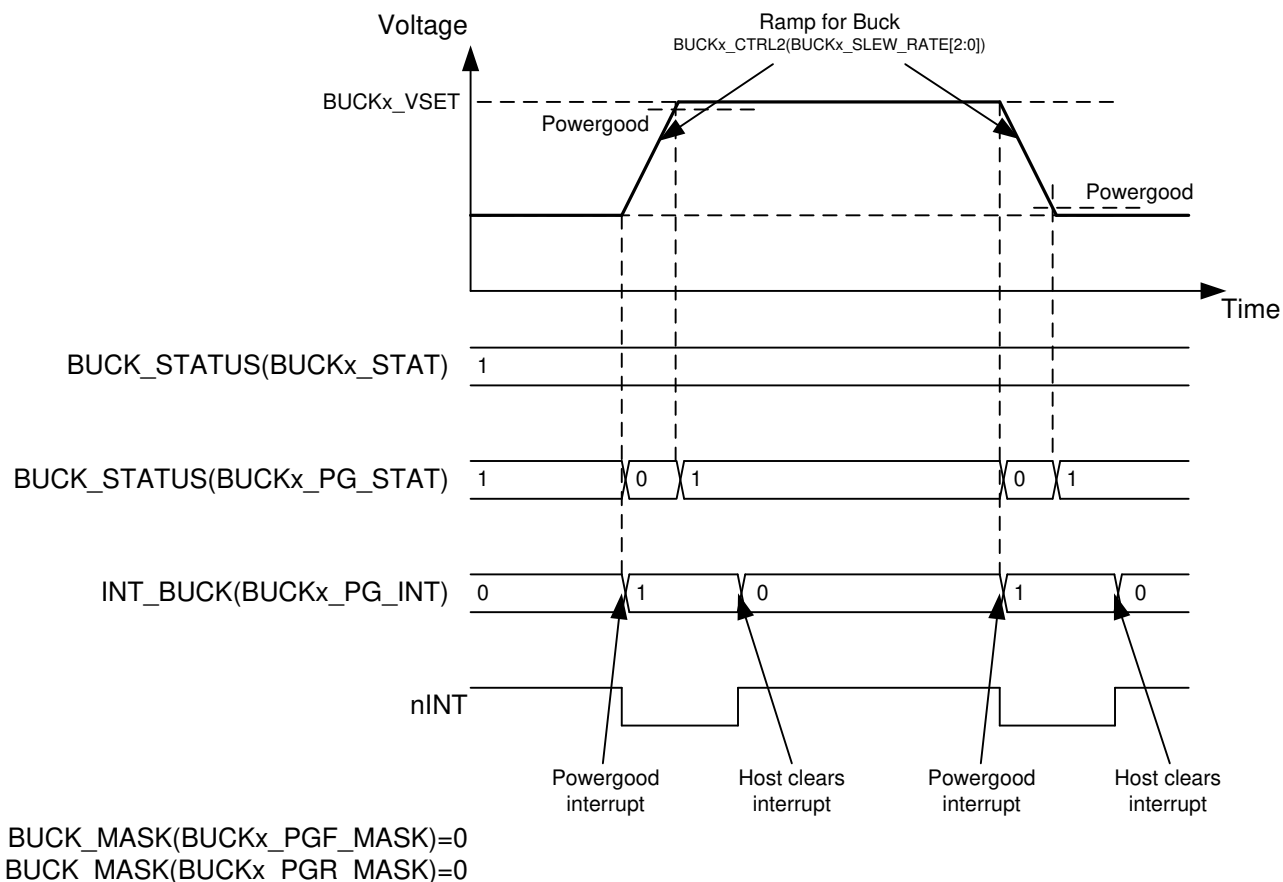 Voltage
Ramp for Buck
BUCKx_CTRL2(BUCKx_SLEW_RATE[2:0])
BUCKx_VSET
Powergood
Powergood
Time
BUCK_STATUS(BUCKx_STAT) 1
BUCK_STATUS(BUCKx_PG_STAT) 1 0 1 0 1
INT_BUCK(BUCKx_PG_INT) 0 1 0 1 0
nINT
Powergood Host clears Powergood Host clears
interrupt interrupt interrupt interrupt
BUCK_MASK(BUCKx_PGF_MASK)=0
BUCK_MASK(BUCKx_PGR_MASK)=0